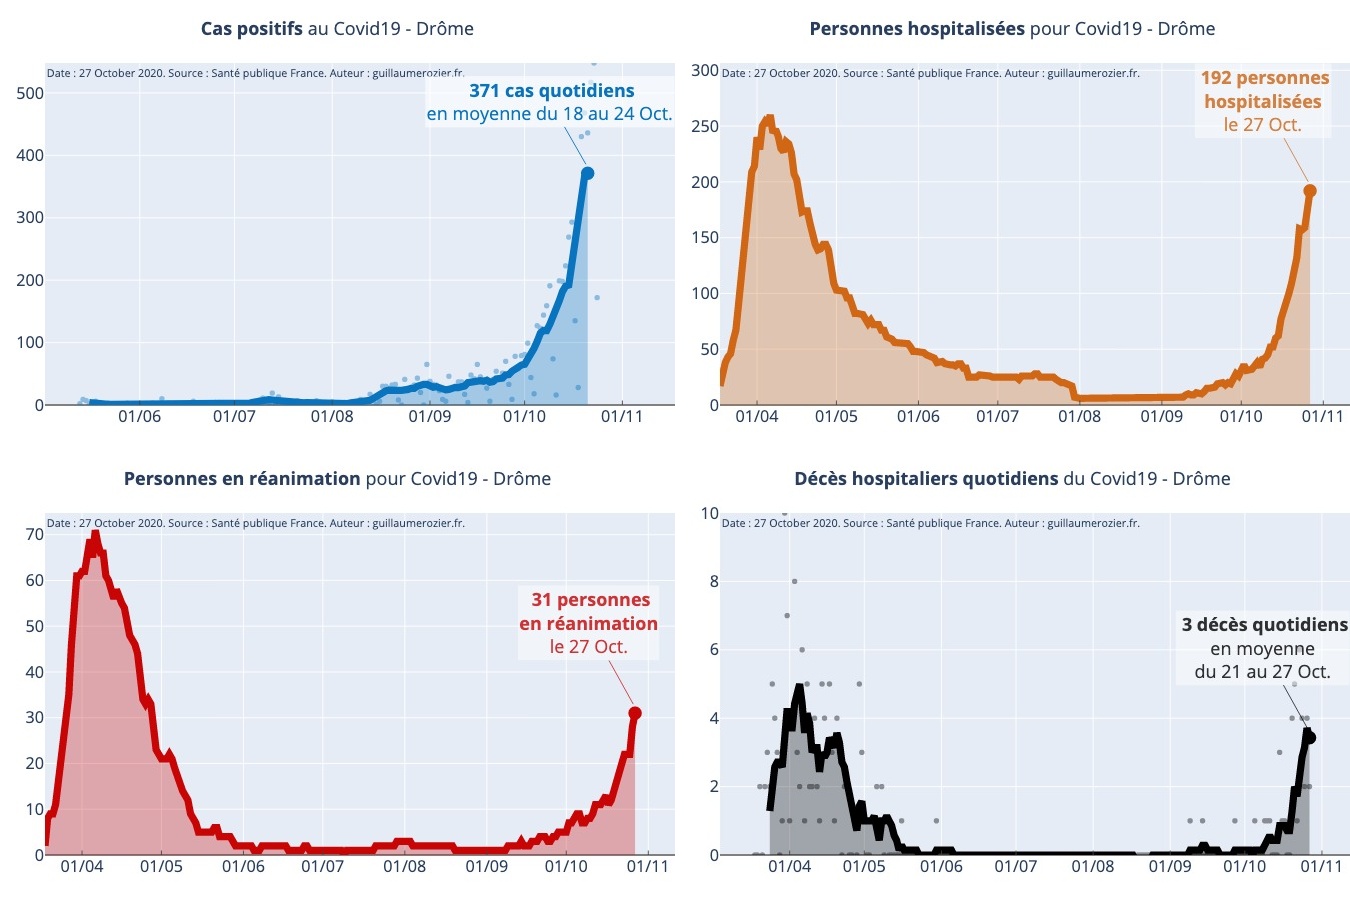 Cas positifs au Covid19 - Drôme
Date : 27 October 2020. Source : Santé publique France. Auteur : guillaumerozier.fr.
371 cas quotidiens
en moyenne du 18 au 24 Oct.
500
400
300
200
100
0
01/06 01/07 01/08 01/09 01/10 01/11
Personnes hospitalisées pour Covid19 - Drôme
Date : 27 October 2020. Source : Santé publique France. Auteur : guillaumerozier.fr.
192 personnes
hospitalisées
le 27 Oct.
300
250
200
150
100
50
0
01/04 01/05 01/06 01/07 01/08 01/09 01/10 01/11
Personnes en réanimation pour Covid19 - Drôme
Date : 27 October 2020. Source : Santé publique France. Auteur : guillaumerozier.fr.
31 personnes
en réanimation
le 27 Oct.
70
60
50
40
30
20
10
0
01/04 01/05 01/06 01/07 01/08 01/09 01/10 01/11
Décès hospitaliers quotidiens du Covid19 - Drôme
Date : 27 October 2020. Source : Santé publique France. Auteur : guillaumerozier.fr.
3 décès quotidiens
en moyenne
du 21 au 27 Oct.
10
8
6
4
2
0
01/04 01/05 01/06 01/07 01/08 01/09 01/10 01/11